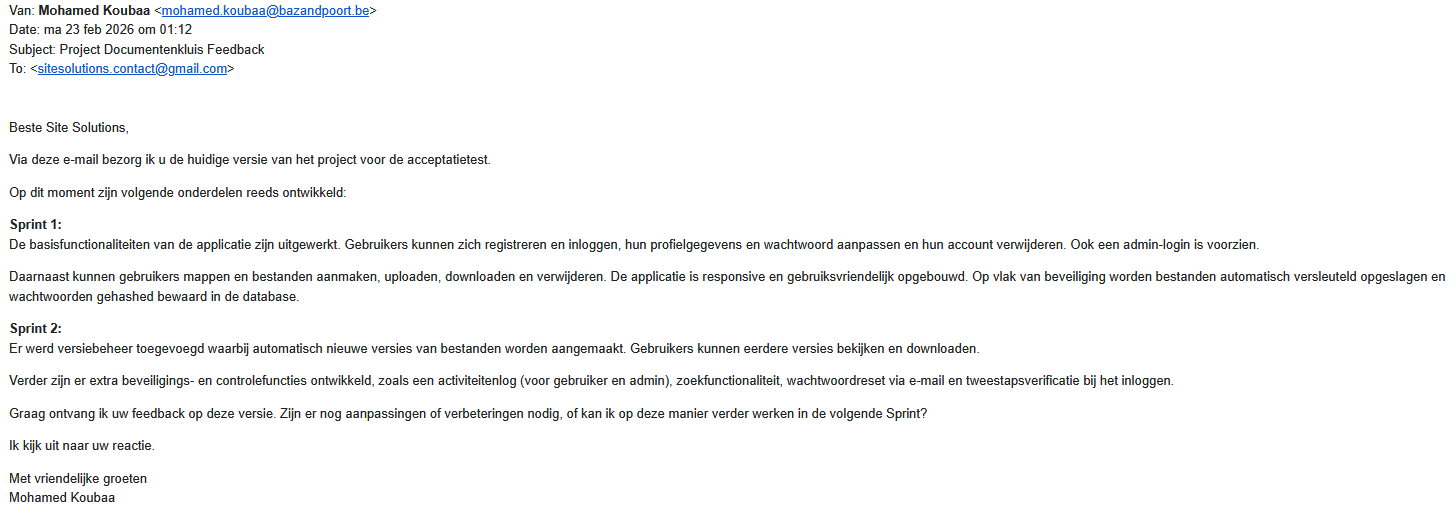 Van: Mohamed Koubaa <mohamed.koubaa@bazandpoort.be>
Date: ma 23 feb 2026 om 01:12
Subject: Project Documentenkluis Feedback
To: <sitesolutions.contact@gmail.com>
Beste Site Solutions,
Via deze e-mail bezorg ik u de huidige versie van het project voor de acceptatietest.
Op dit moment zijn volgende onderdelen reeds ontwikkeld:
Sprint 1:
De basisfunctionaliteiten van de applicatie zijn uitgewerkt. Gebruikers kunnen zich registreren en inloggen, hun profielgegevens en wachtwoord aanpassen en hun account verwijderen. Ook een admin-login is voorzien.
Daarnaast kunnen gebruikers mappen en bestanden aanmaken, uploaden, downloaden en verwijderen. De applicatie is responsive en gebruiksvriendelijk opgebouwd. Op vlak van beveiliging worden bestanden automatisch versleuteld opgeslagen en
wachtwoorden gehashed bewaard in de database.
Sprint 2:
Er werd versiebeheer toegevoegd waarbij automatisch nieuwe versies van bestanden worden aangemaakt. Gebruikers kunnen eerdere versies bekijken en downloaden.
Verder zijn er extra beveiligings- en controlefuncties ontwikkeld, zoals een activiteitenlog (voor gebruiker en admin), zoekfunctionaliteit, wachtwoordreset via e-mail en tweestapsverificatie bij het inloggen.
Graag ontvang ik uw feedback op deze versie. Zijn er nog aanpassingen of verbeteringen nodig, of kan ik op deze manier verder werken in de volgende Sprint?
Ik kijk uit naar uw reactie.
Met vriendelijke groeten
Mohamed Koubaa